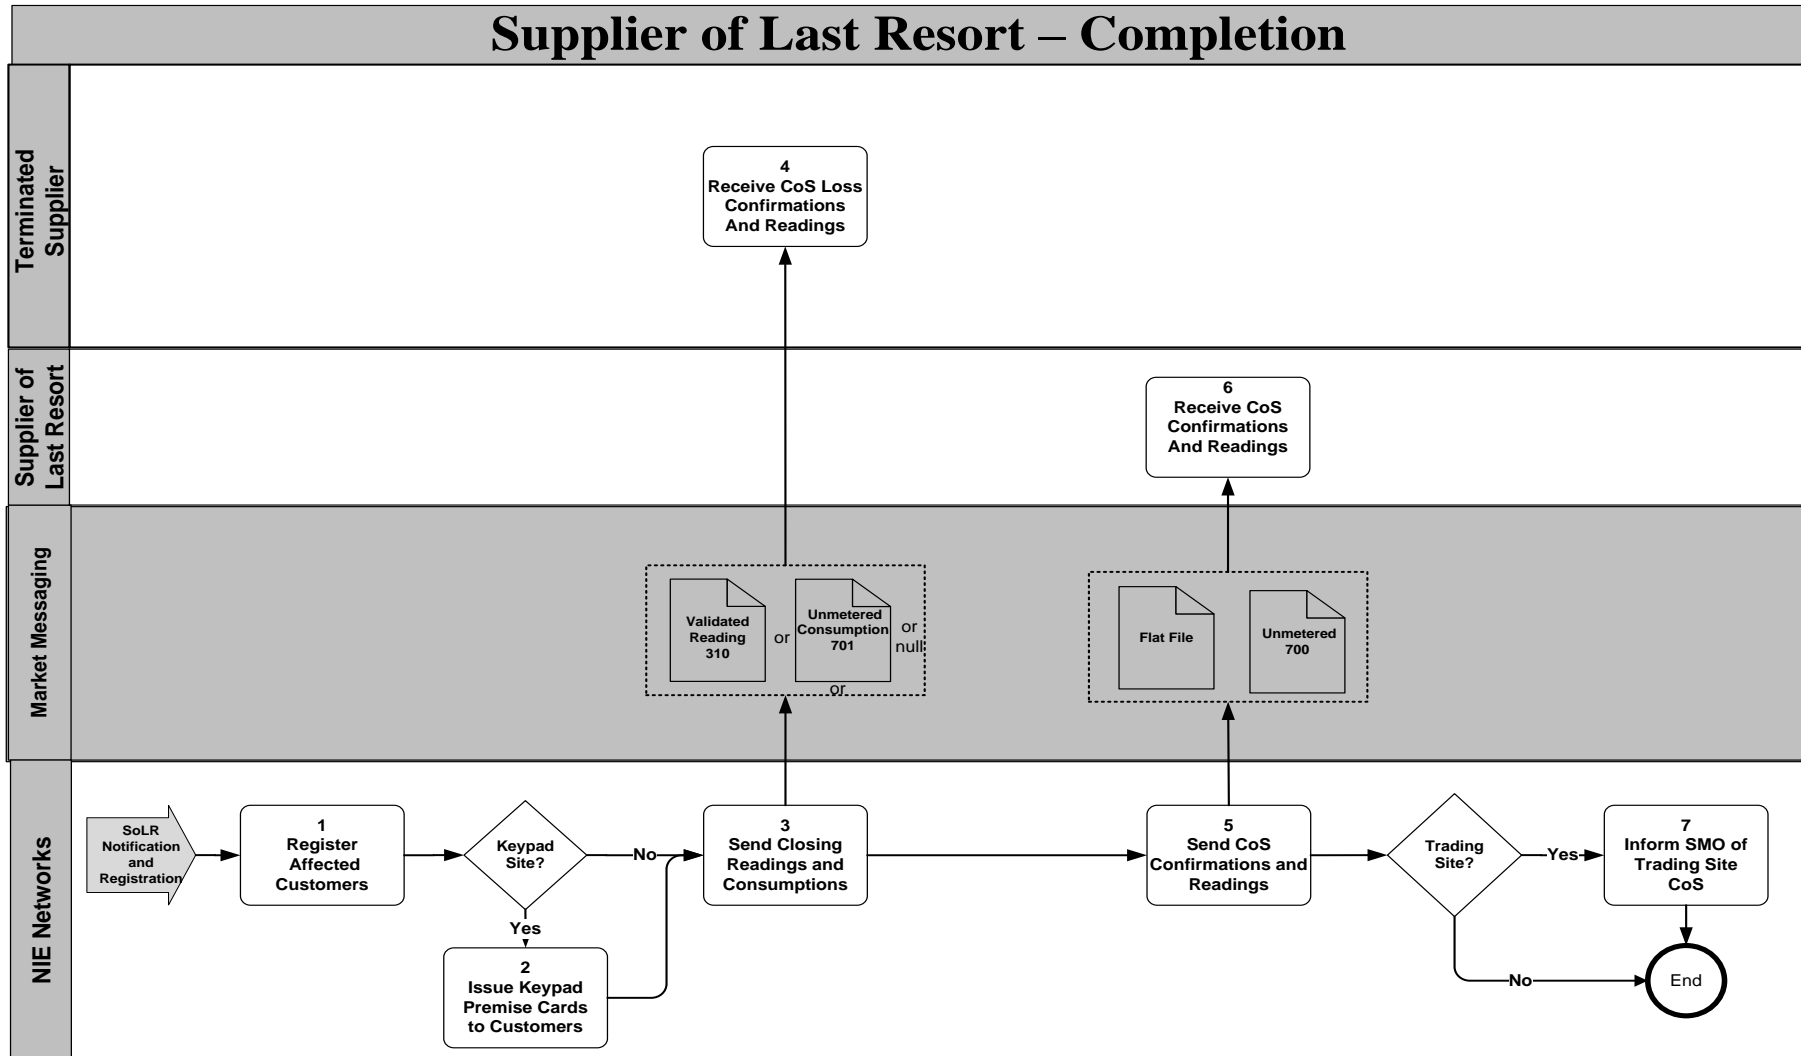 Supplier of Last Resort – Completion
Terminated
Supplier
4
Receive CoS Loss
Confirmations
And Readings
Supplier of
Last Resort
6
Receive CoS
Confirmations
And Readings
Market Messaging
Validated
Reading
310
or
Unmetered
Consumption
701
or
null
or
Flat File
Unmetered
700
NIE Networks
SoLR
Notification
and
Registration
1
Register
Affected
Customers
Keypad
Site?
No
Yes
2
Issue Keypad
Premise Cards
to Customers
3
Send Closing
Readings and
Consumptions
5
Send CoS
Confirmations and
Readings
Trading
Site?
Yes
No
7
Inform SMO of
Trading Site
CoS
End